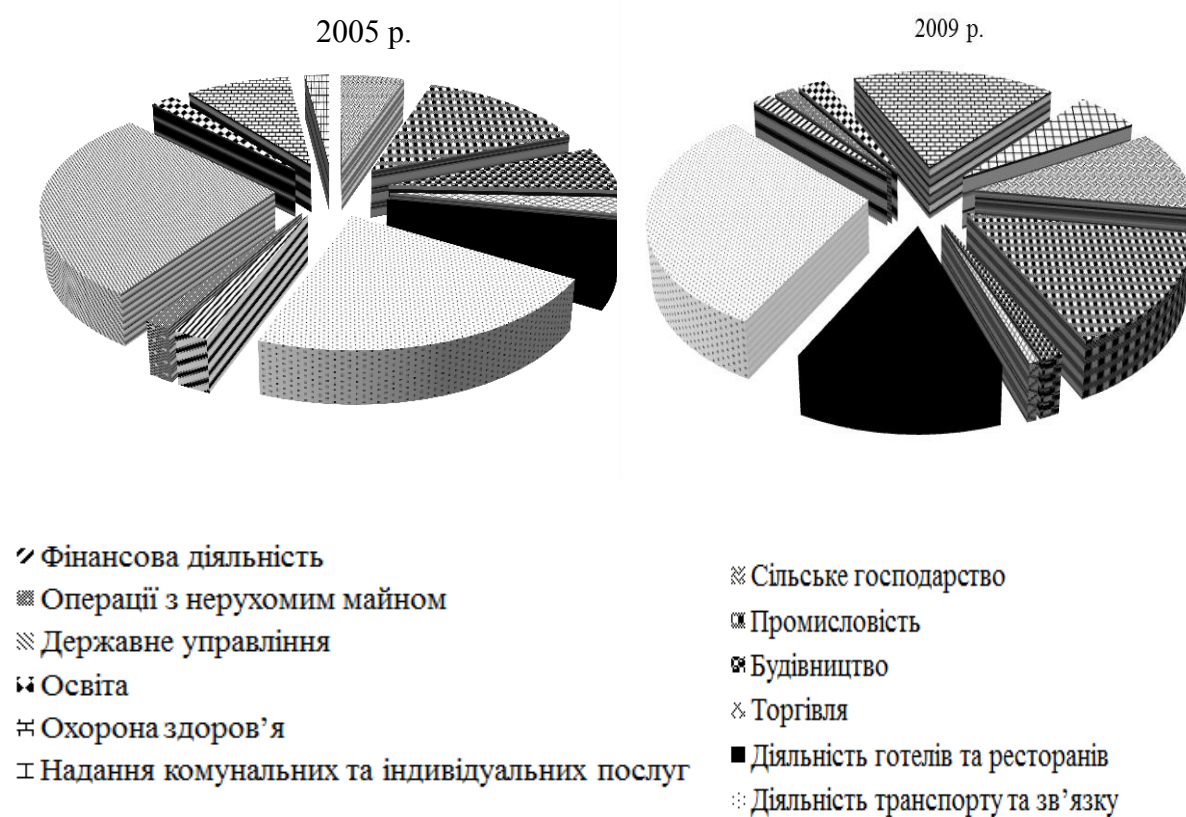 2005 р.
2009 р.
Фінансова діяльність
Операції з нерухомим майном
Державне управління
Освіта
Охорона здоров’я
Надання комунальних та індивідуальних послуг
Сільське господарство
Промисловість
Будівництво
Торгівля
Діяльність готелів та ресторанів
Діяльність транспорту та зв’язку